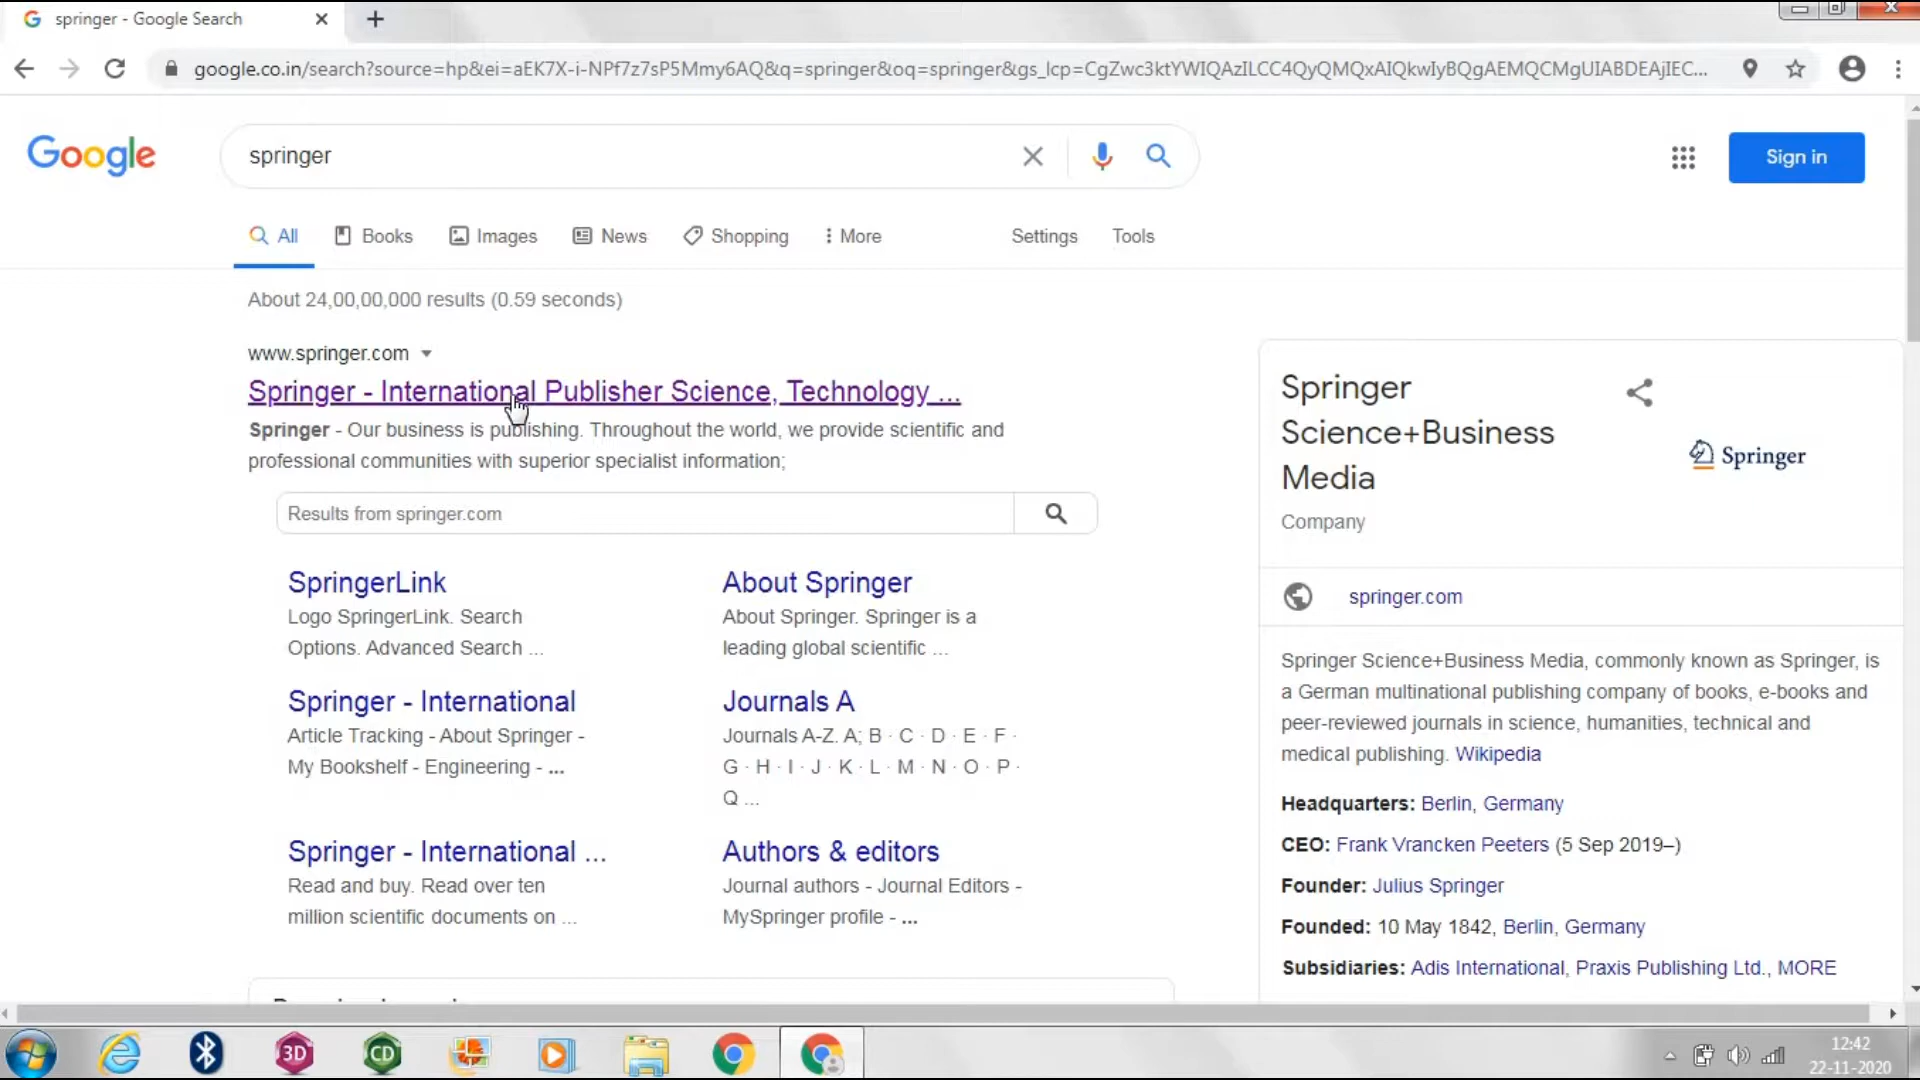 springer - Google Search
google.co.in/search?source=hp&ei=aEK7X-i-NPf7z7sP5Mmy6AQ&q=springer&oq=springer&gs_lcp=CgZwc3ktYWIQAzILCC4QyQMQxAIQkwIyBQgAEMQCMgUIABDEAjIEC...
Google
springer
Sign in
All
Books
Images
News
Shopping
More
Settings
Tools
About 24,00,00,000 results (0.59 seconds)
www.springer.com
Springer - International Publisher Science, Technology ...
Springer - Our business is publishing. Throughout the world, we provide scientific and
professional communities with superior specialist information;
Results from springer.com
SpringerLink
Logo SpringerLink. Search
Options. Advanced Search ...
About Springer
About Springer. Springer is a
leading global scientific ...
Springer - International
Article Tracking - About Springer -
My Bookshelf - Engineering - ...
Journals A
Journals A-Z. A; B · C · D · E · F ·
G · H · I · J · K · L · M · N · O · P ·
Q ...
Springer - International ...
Read and buy. Read over ten
million scientific documents on ...
Authors & editors
Journal authors - Journal Editors -
MySpringer profile - ...
Springer
Science+Business
Media
Company
Springer
springer.com
Springer Science+Business Media, commonly known as Springer, is
a German multinational publishing company of books, e-books and
peer-reviewed journals in science, humanities, technical and
medical publishing. Wikipedia
Headquarters: Berlin, Germany
CEO: Frank Vrancken Peeters (5 Sep 2019–)
Founder: Julius Springer
Founded: 10 May 1842, Berlin, Germany
Subsidiaries: Adis International, Praxis Publishing Ltd., MORE
3D
CD
12:42
22-11-2020